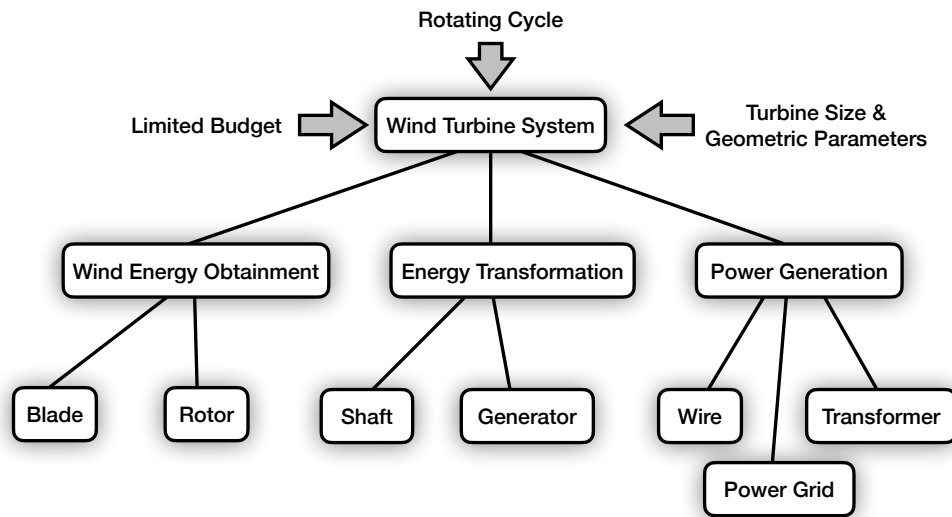 Rotating Cycle
Limited Budget
Wind Turbine System
Turbine Size &
Geometric Parameters
Wind Energy Obtainment
Energy Transformation
Power Generation
Blade
Rotor
Shaft
Generator
Wire
Transformer
Power Grid